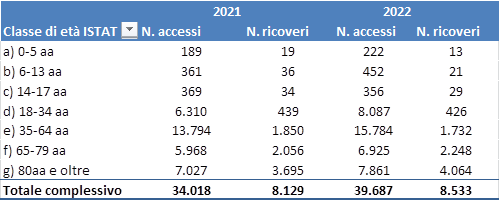 2021 2022
Classe di età ISTAT N. accessi N. ricoveri N. accessi N. ricoveri
a) 0-5 aa 189 19 222 13
b) 6-13 aa 361 36 452 21
c) 14-17 aa 369 34 356 29
d) 18-34 aa 6.310 439 8.087 426
e) 35-64 aa 13.794 1.850 15.784 1.732
f) 65-79 aa 5.968 2.056 6.925 2.248
g) 80aa e oltre 7.027 3.695 7.861 4.064
Totale complessivo 34.018 8.129 39.687 8.533